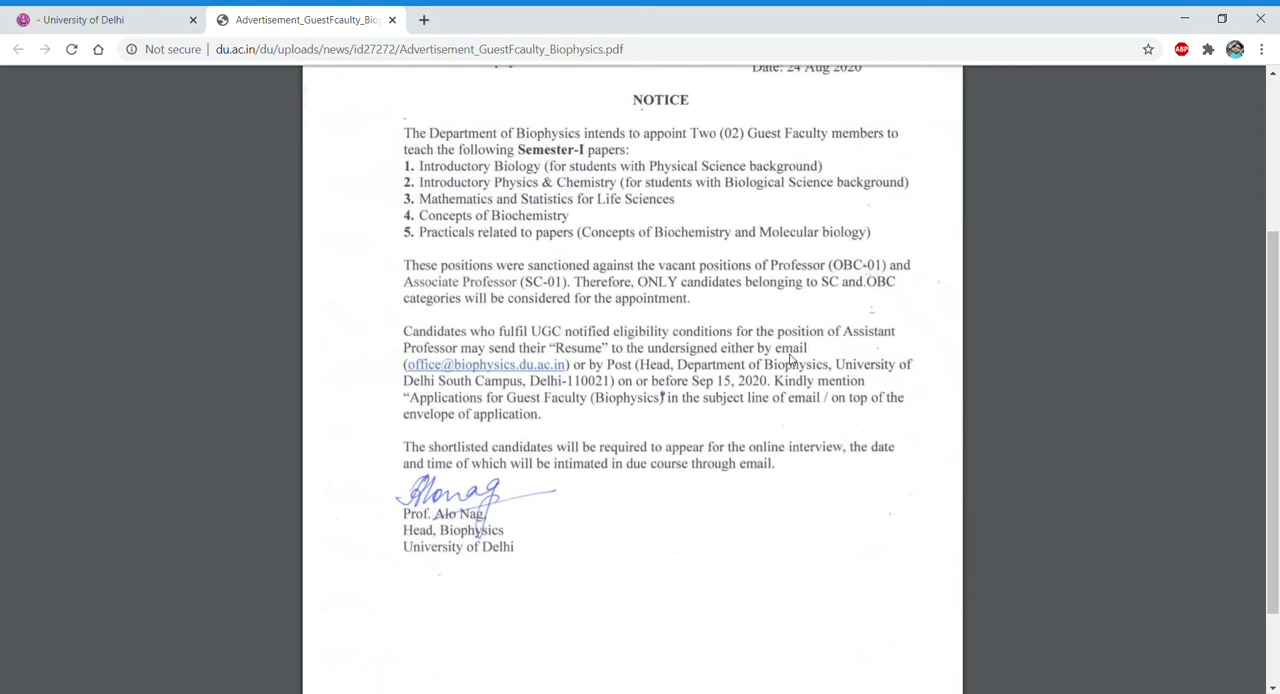 - University of Delhi
Advertisement_GuestFcaulty_Bio
Not secure
du.ac.in/du/uploads/news/id27272/Advertisement_GuestFcaulty_Biophysics.pdf
ABP
Date: 24 Aug 2020
NOTICE
The Department of Biophysics intends to appoint Two (02) Guest Faculty members to
teach the following Semester-I papers:
1. Introductory Biology (for students with Physical Science background)
2. Introductory Physics & Chemistry (for students with Biological Science background)
3. Mathematics and Statistics for Life Sciences
4. Concepts of Biochemistry
5. Practicals related to papers (Concepts of Biochemistry and Molecular biology)
These positions were sanctioned against the vacant positions of Professor (OBC-01) and
Associate Professor (SC-01). Therefore, ONLY candidates belonging to SC and OBC
categories will be considered for the appointment.
Candidates who fulfil UGC notified eligibility conditions for the position of Assistant
Professor may send their “Resume” to the undersigned either by email
(office@biophysics.du.ac.in) or by Post (Head, Department of Biophysics, University of
Delhi South Campus, Delhi-110021) on or before Sep 15, 2020. Kindly mention
“Applications for Guest Faculty (Biophysics)” in the subject line of email / on top of the
envelope of application.
The shortlisted candidates will be required to appear for the online interview, the date
and time of which will be intimated in due course through email.
Prof. Alo Nag,
Head, Biophysics
University of Delhi